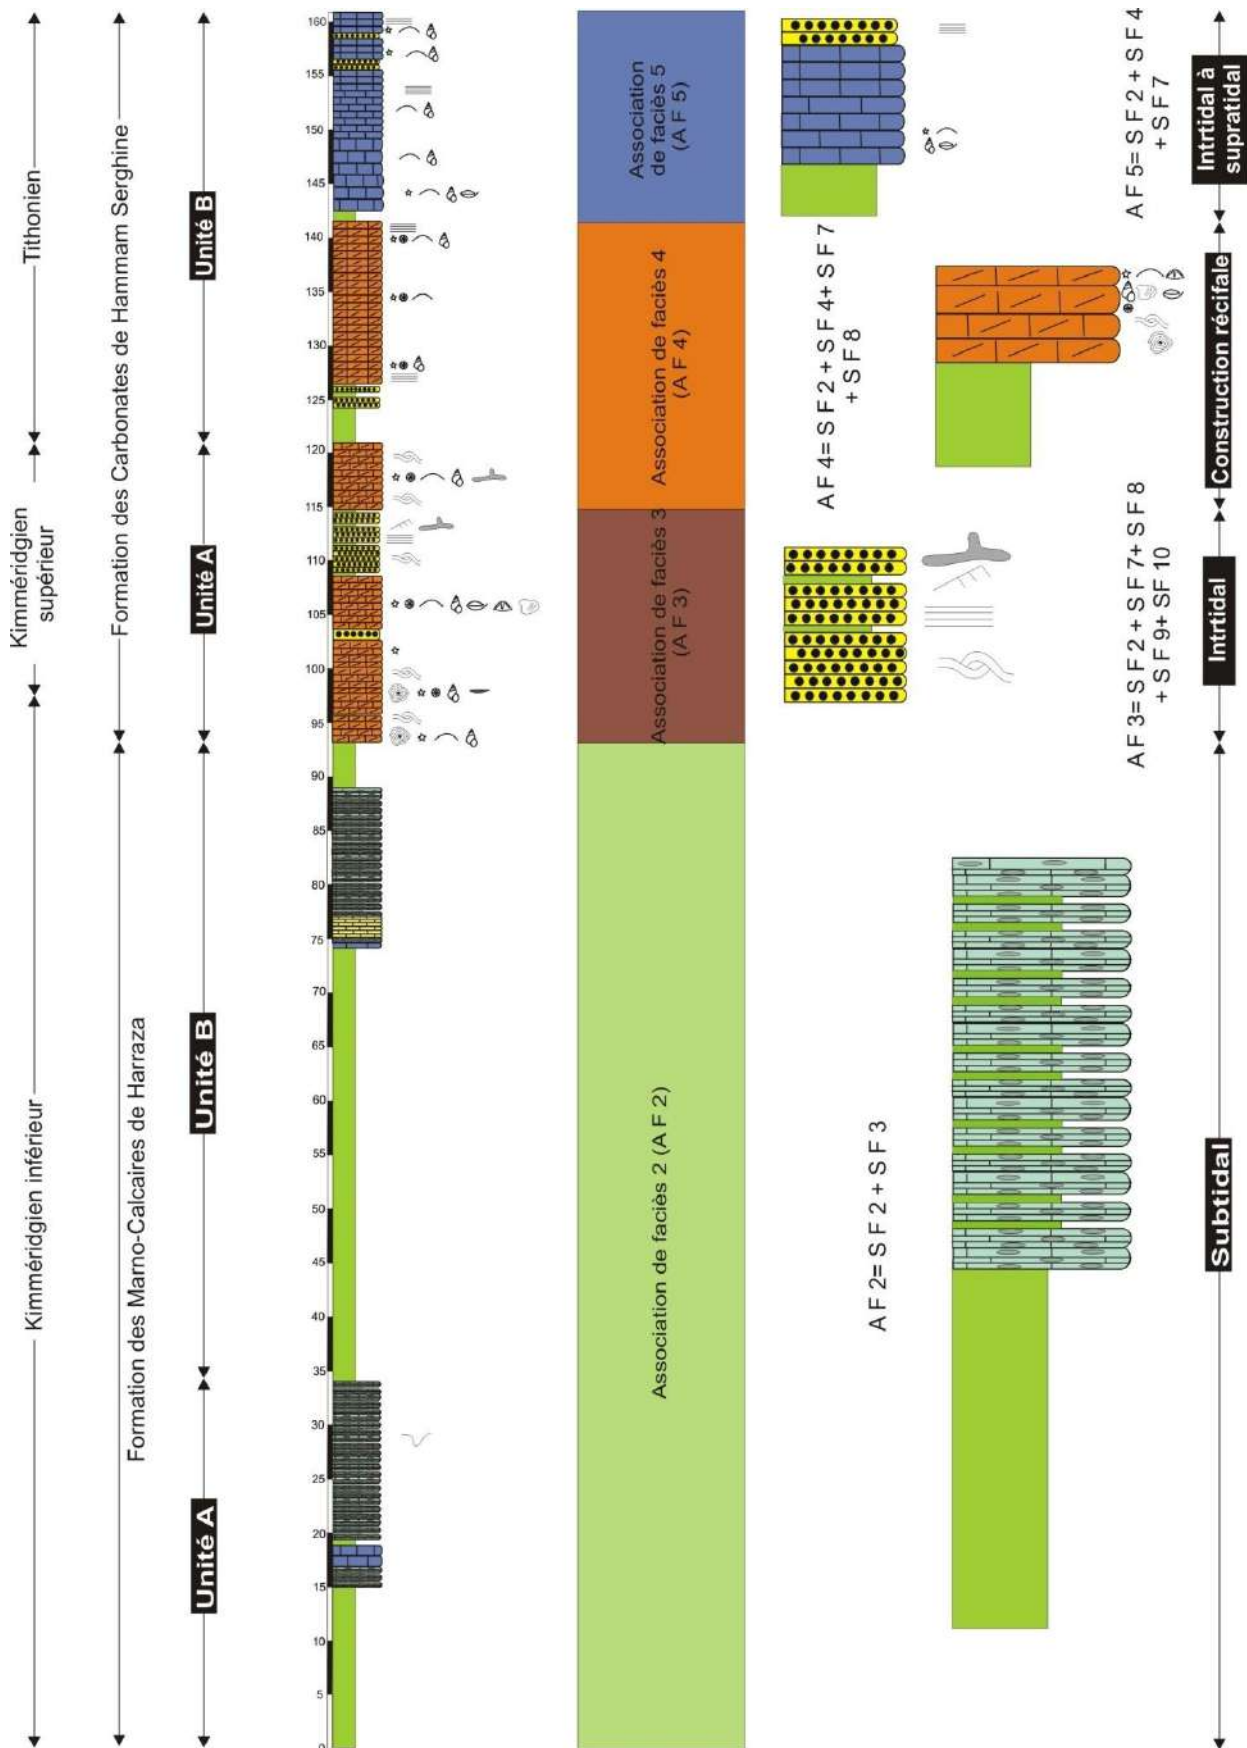 Tithonien
Kimméridgien
supérieur
Kimméridgien inférieur
Formation des Carbonates de Hammam Serghine
Formation des Marno-Calcaires de Harraza
Unité B
Unité A
Unité B
Unité A
160
155
150
145
140
135
130
125
120
115
110
105
100
95
90
85
80
75
70
65
60
55
50
45
40
35
30
25
20
15
10
5
0
Association
de faciès 5
(A F 5)
Association de faciès 4
(A F 4)
Association de faciès 3
(A F 3)
Association de faciès 2 (A F 2)
A F 5= S F 2 + S F 4
+ S F 7
A F 4= S F 2 + S F 4+ S F 7
+ S F 8
A F 3= S F 2 + S F 7+ S F 8
+ S F 9+ SF 10
A F 2= S F 2 + S F 3
Intrtidal à
supratidal
Construction récifale
Intrtidal
Subtidal